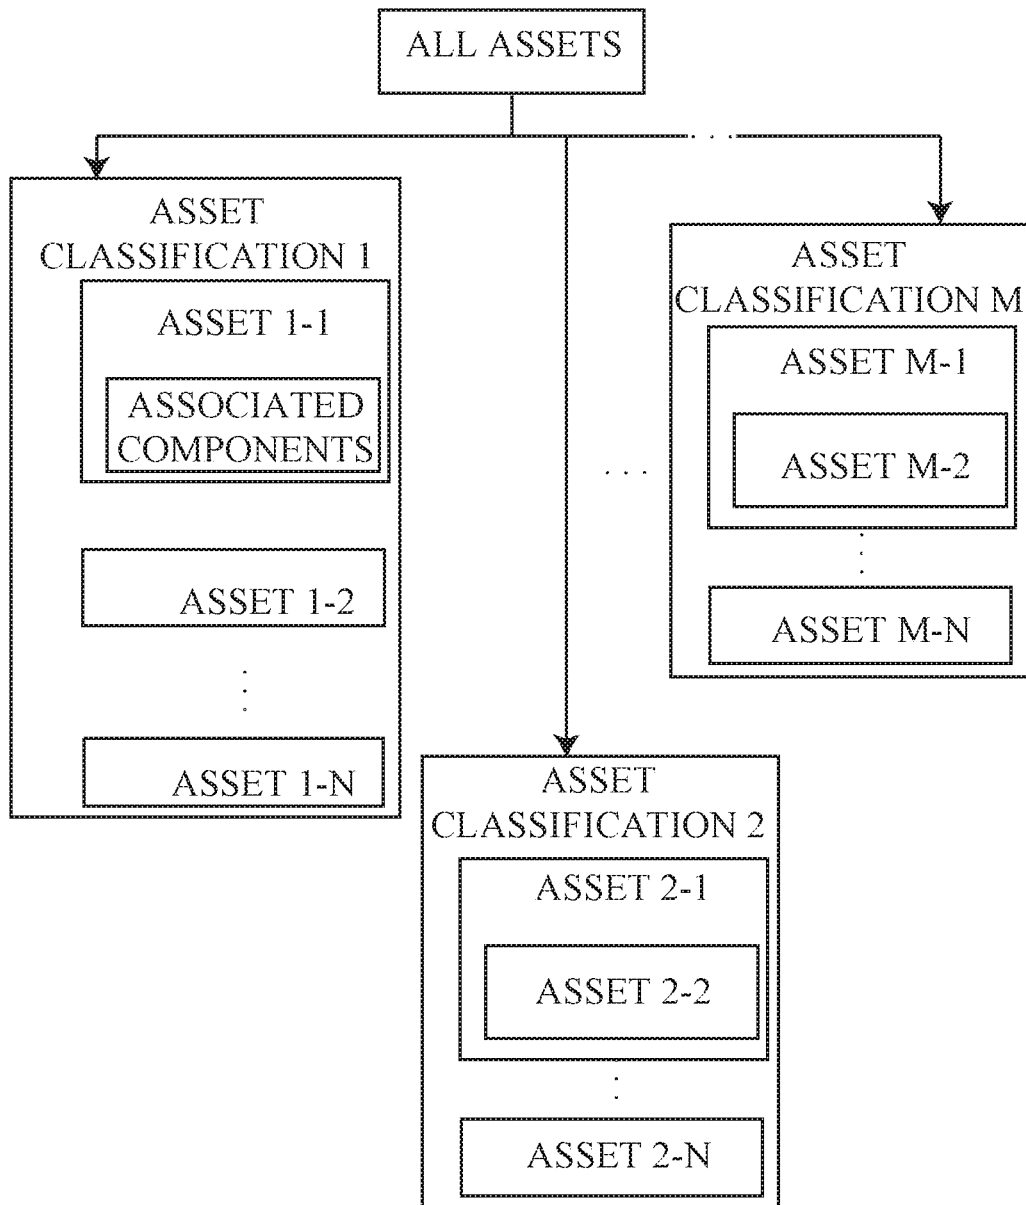 ALL ASSETS
. . .
ASSET
CLASSIFICATION 1
ASSET 1-1
ASSOCIATED
COMPONENTS
ASSET 1-2
.
.
.
ASSET 1-N
. . .
ASSET
CLASSIFICATION M
ASSET M-1
ASSET M-2
.
.
.
ASSET M-N
ASSET
CLASSIFICATION 2
ASSET 2-1
ASSET 2-2
.
.
.
ASSET 2-N